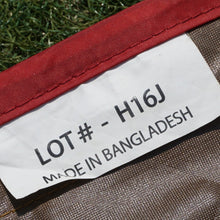 LOT # - H16J
MADE IN BANGLADESH